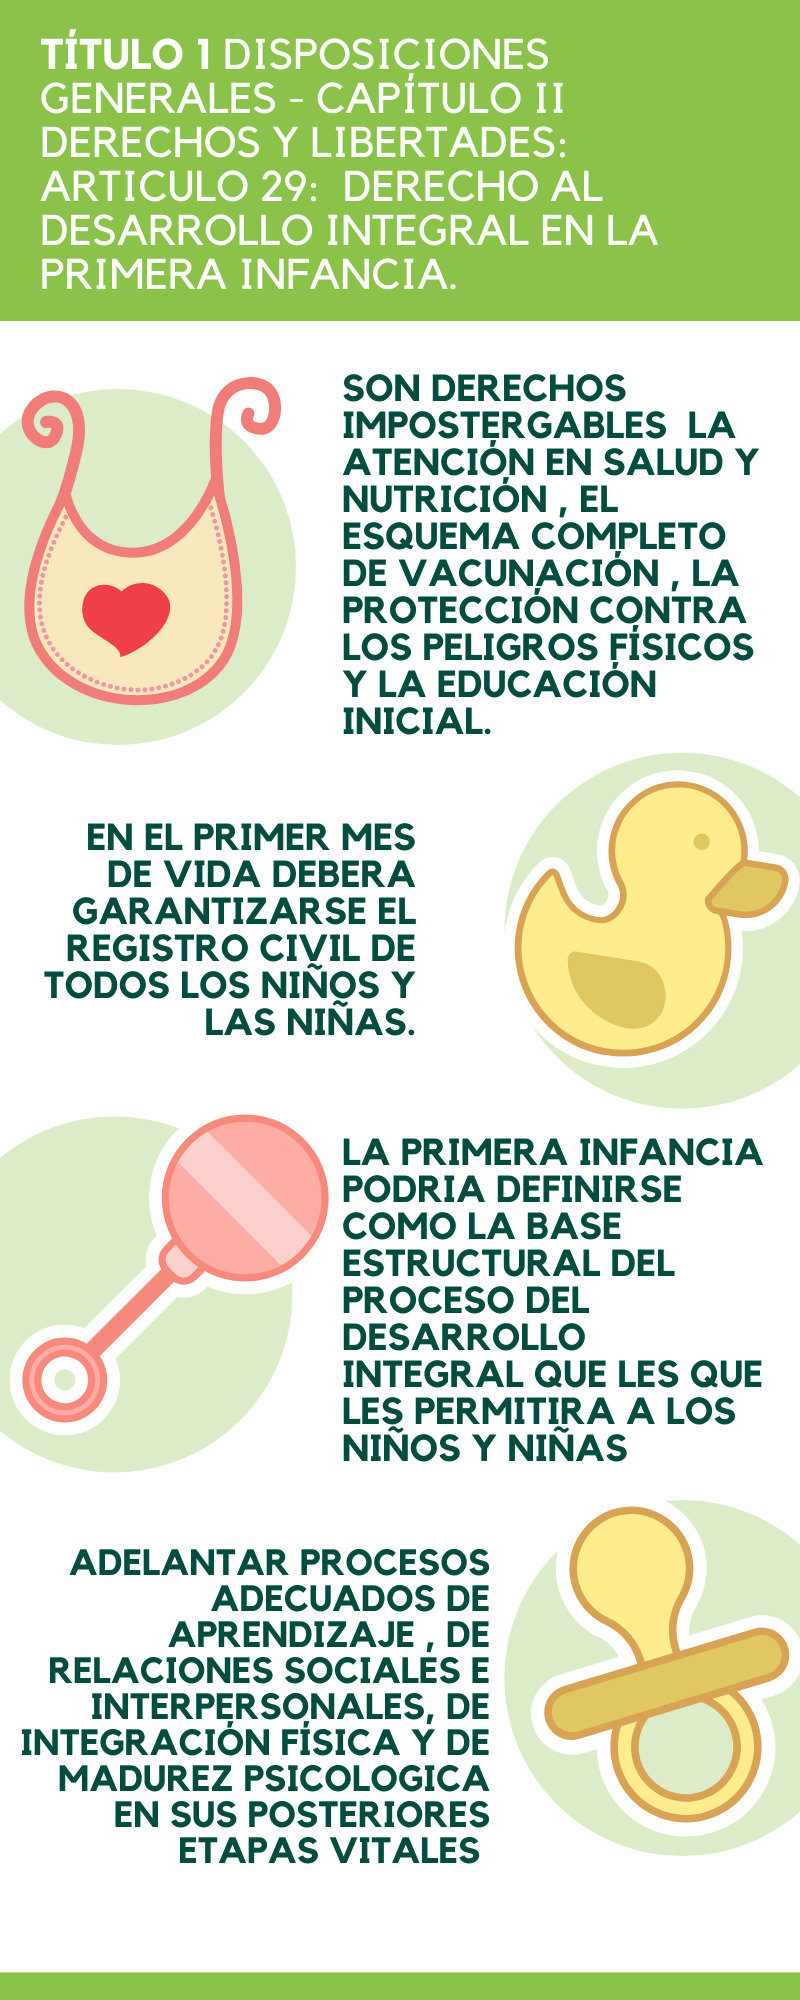 TÍTULO 1 DISPOSICIONES
GENERALES - CAPÍTULO II
DERECHOS Y LIBERTADES:
ARTICULO 29:  DERECHO AL
DESARROLLO INTEGRAL EN LA
PRIMERA INFANCIA.
SON DERECHOS
IMPOSTERGABLES  LA
ATENCIÓN EN SALUD Y
NUTRICIÓN , EL
ESQUEMA COMPLETO
DE VACUNACIÓN , LA
PROTECCIÓN CONTRA
LOS PELIGROS FÍSICOS
Y LA EDUCACIÓN
INICIAL.
EN EL PRIMER MES
DE VIDA DEBERA
GARANTIZARSE EL
REGISTRO CIVIL DE
TODOS LOS NIÑOS Y
LAS NIÑAS.
LA PRIMERA INFANCIA
PODRIA DEFINIRSE
COMO LA BASE
ESTRUCTURAL DEL
PROCESO DEL
DESARROLLO
INTEGRAL QUE LES QUE
LES PERMITIRA A LOS
NIÑOS Y NIÑAS
ADELANTAR PROCESOS
ADECUADOS DE
APRENDIZAJE , DE
RELACIONES SOCIALES E
INTERPERSONALES, DE
INTEGRACIÓN FÍSICA Y DE
MADUREZ PSICOLOGICA
EN SUS POSTERIORES
ETAPAS VITALES